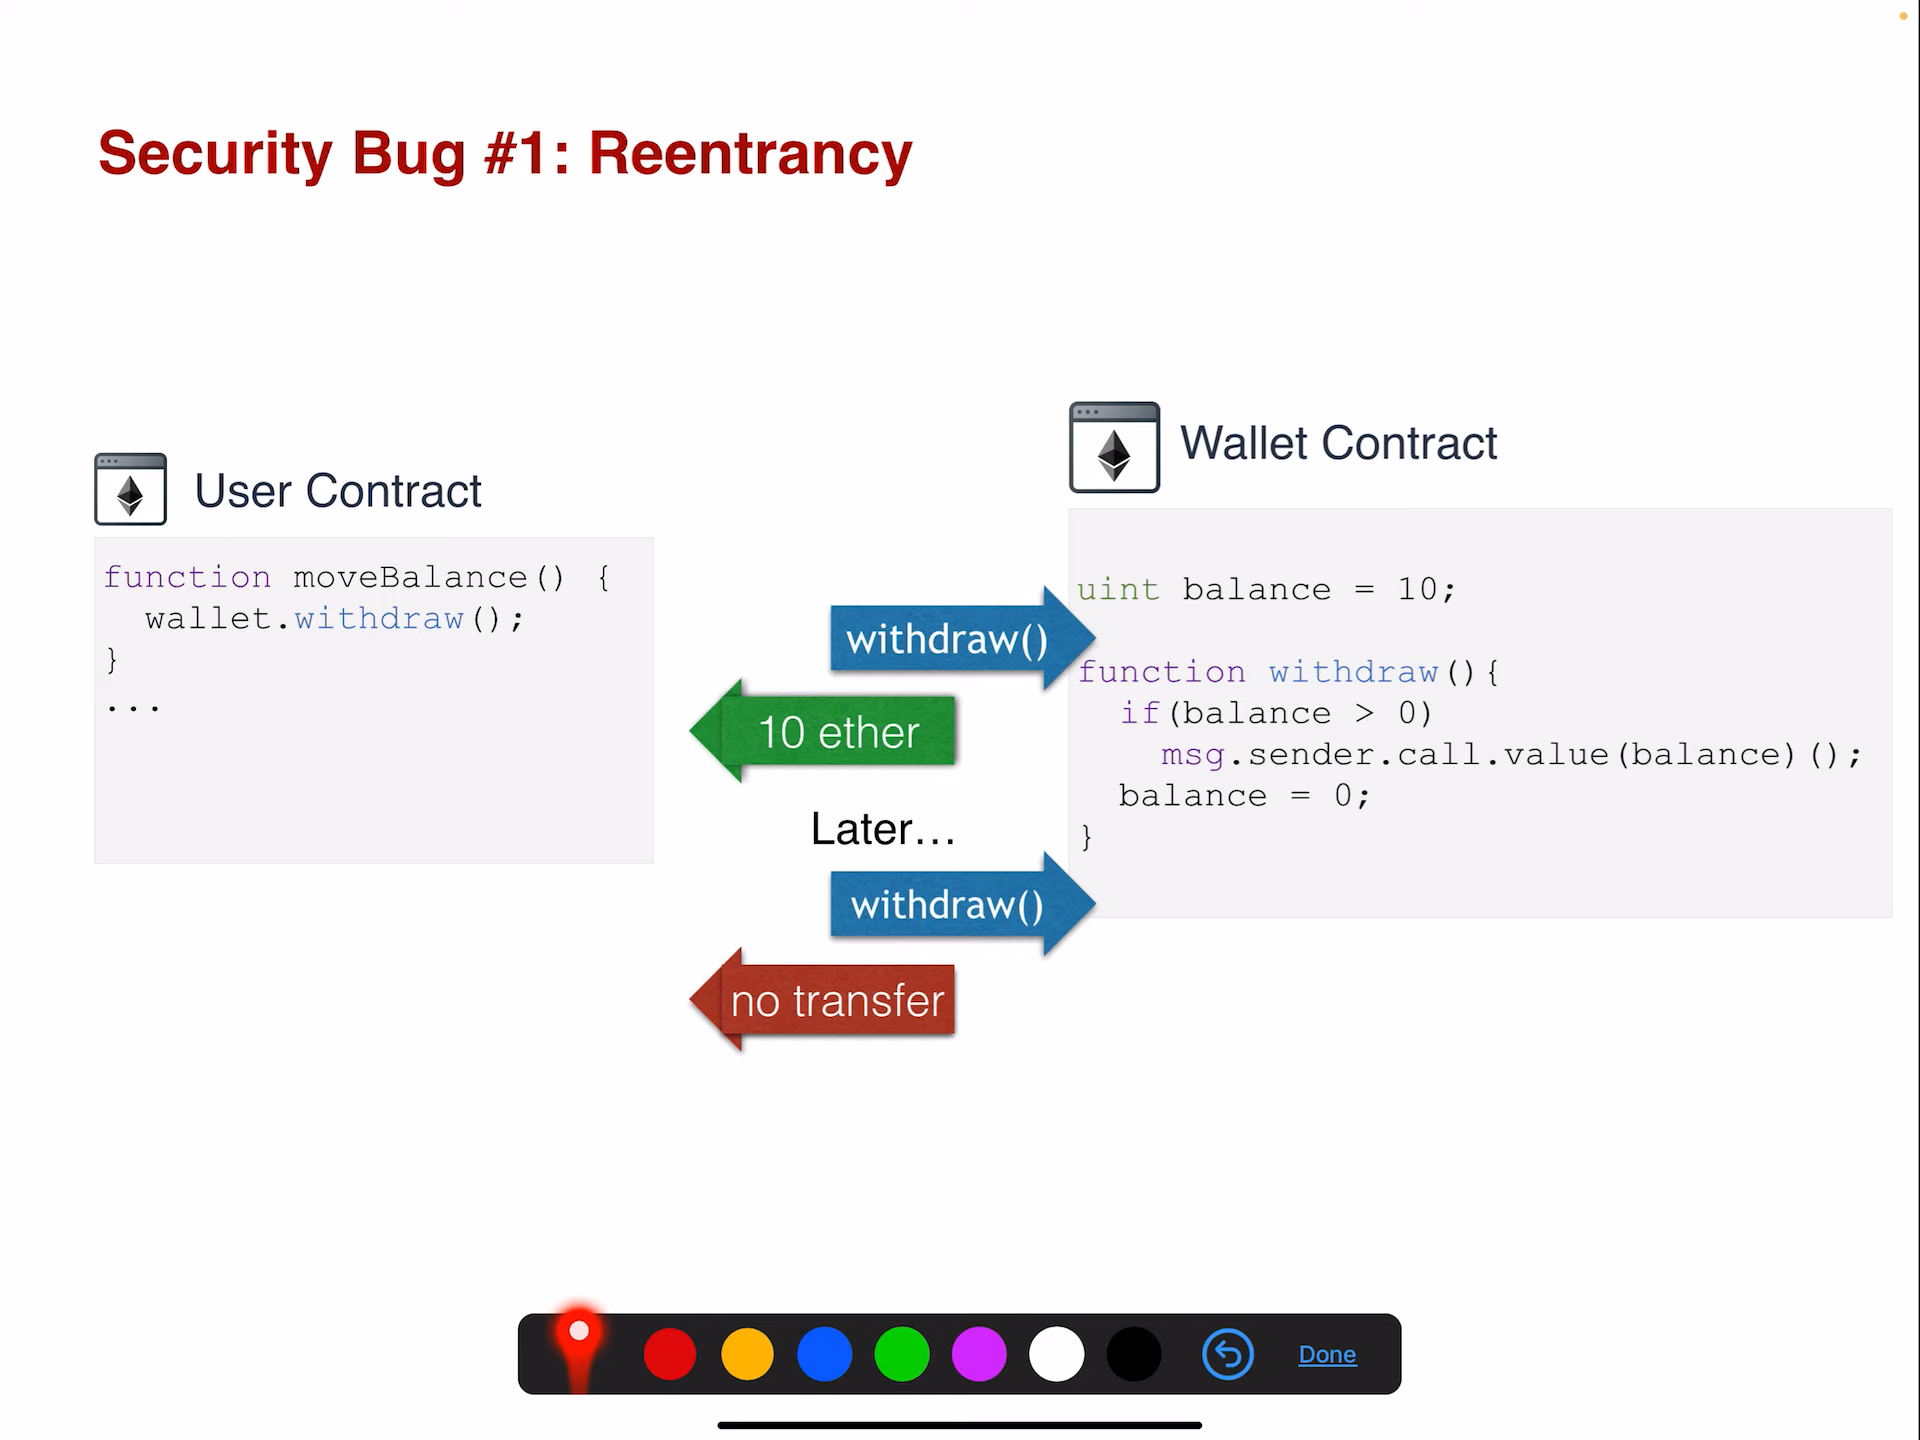 Security Bug #1: Reentrancy
User Contract
function moveBalance() {
  wallet.withdraw();
}
...
withdraw()
10 ether
Later...
withdraw()
no transfer
Wallet Contract
uint balance = 10;
function withdraw(){
  if(balance > 0)
    msg.sender.call.value(balance)();
  balance = 0;
}
Done